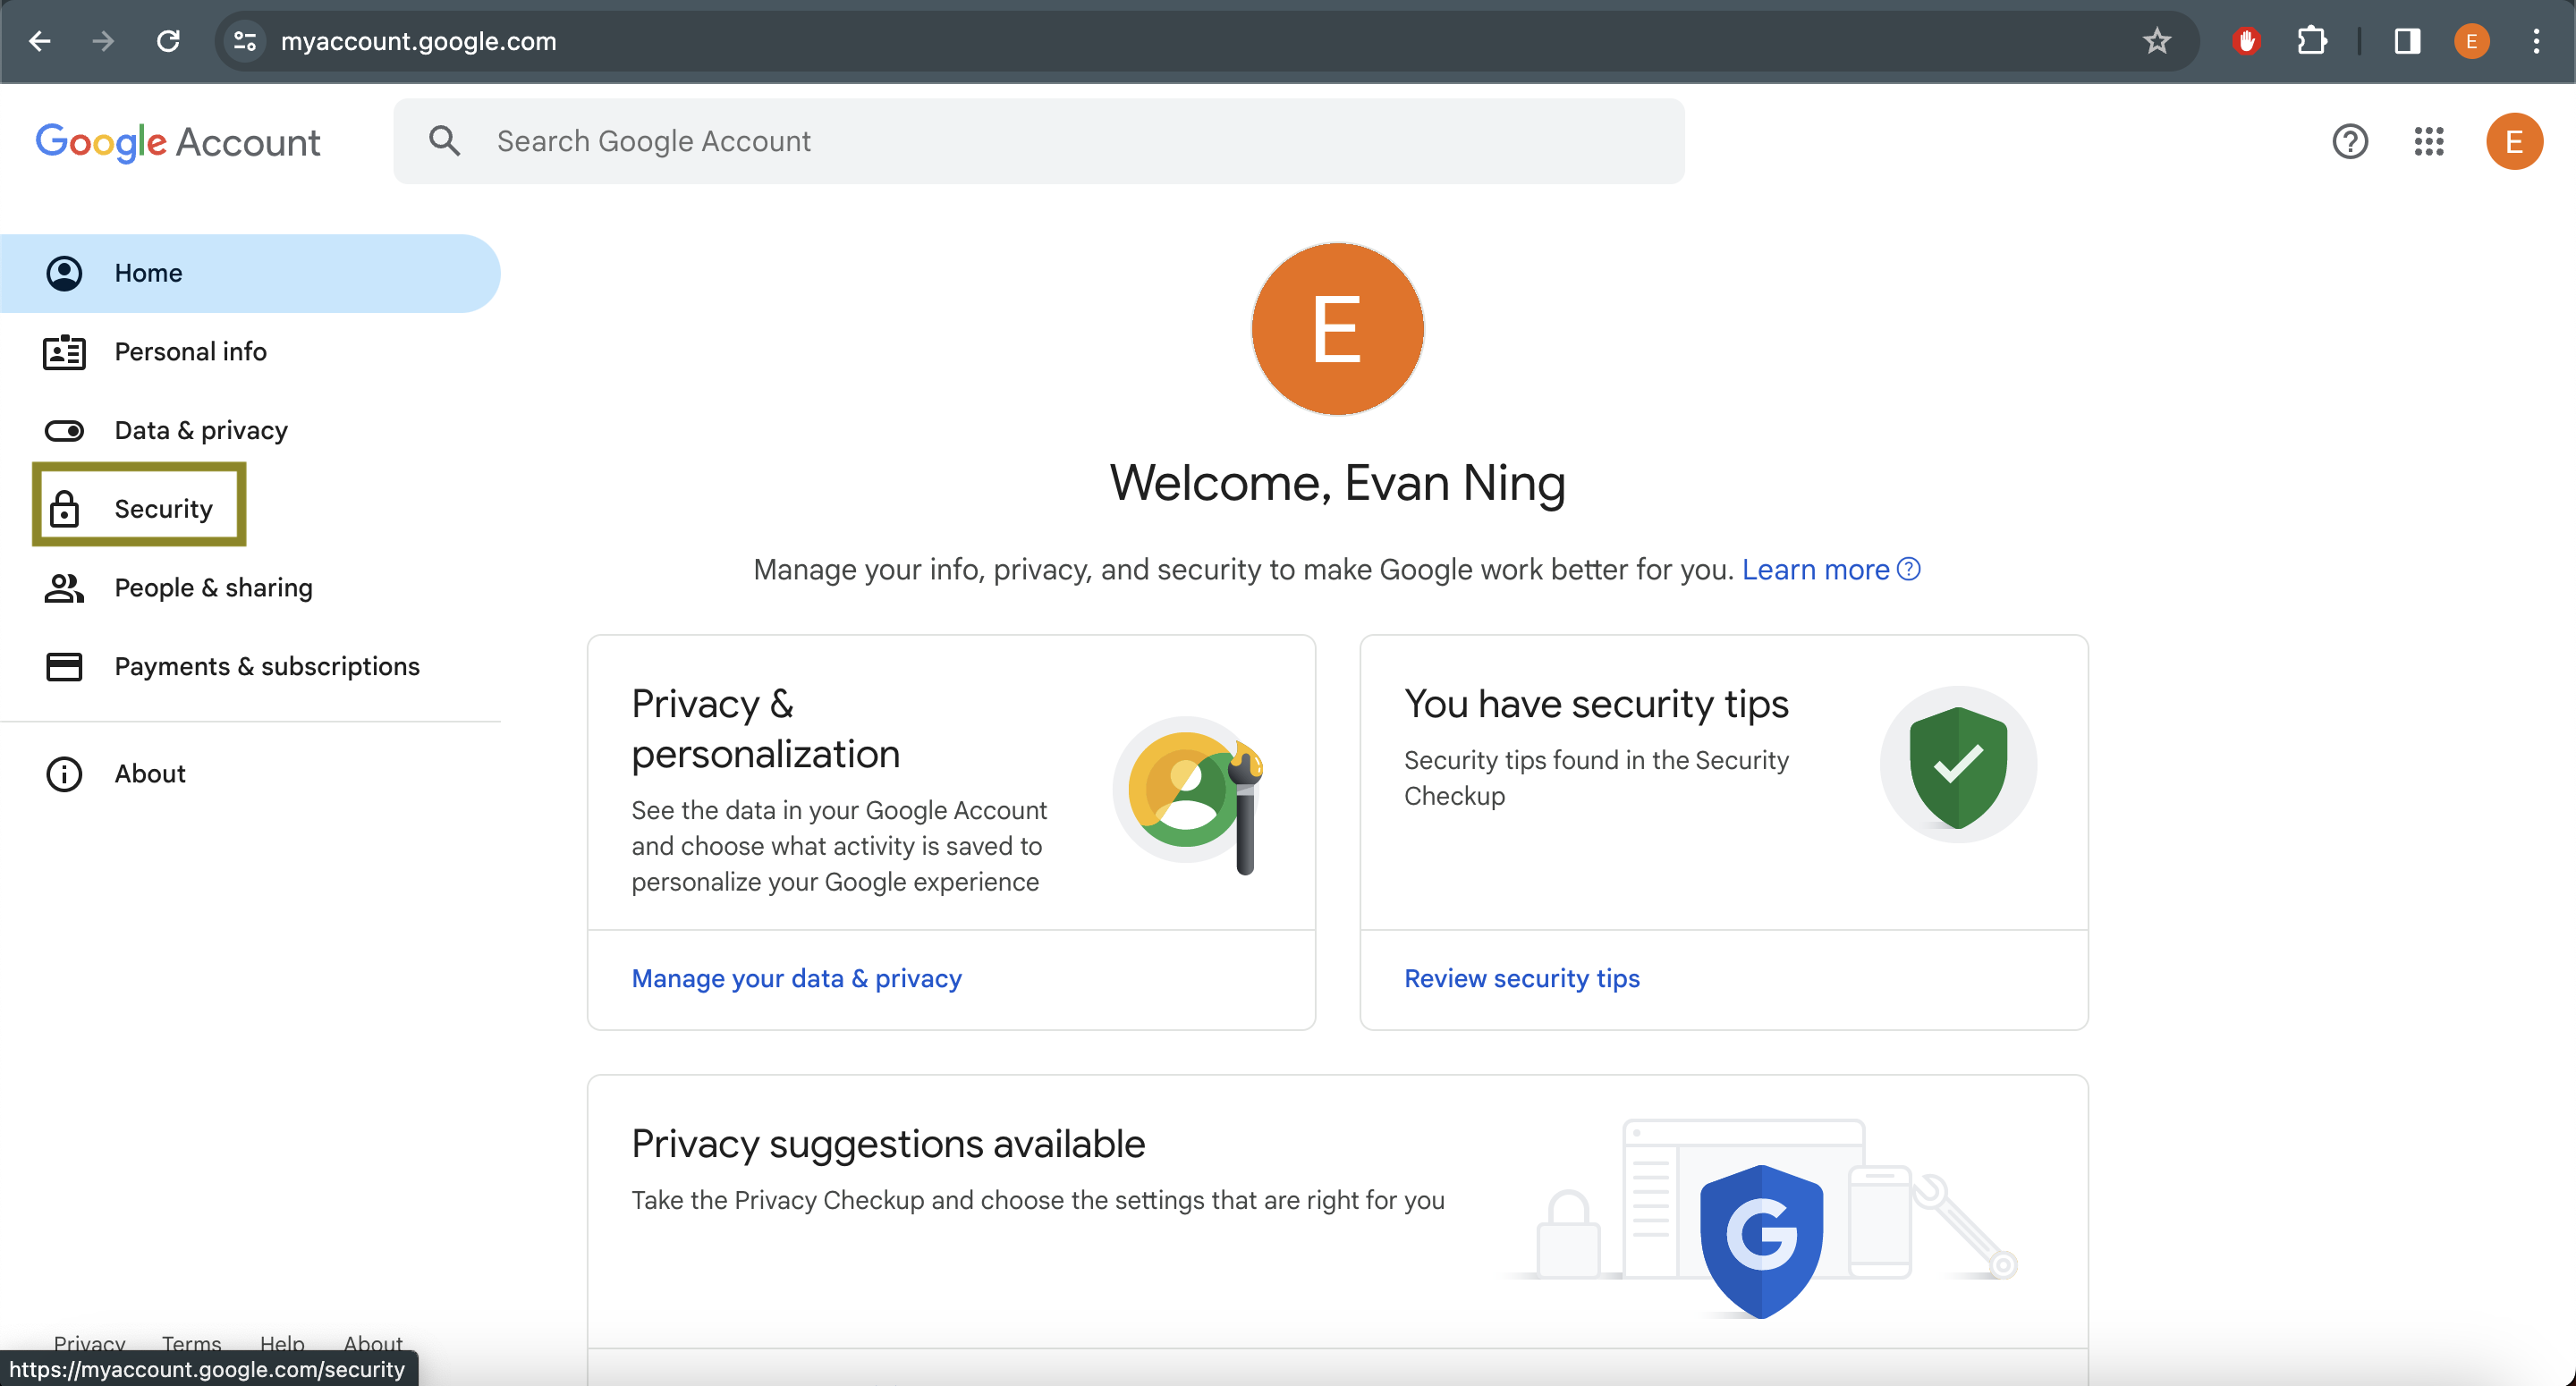 myaccount.google.com
E
Google Account
Search Google Account
E
Home
Personal info
Data & privacy
Security
People & sharing
Payments & subscriptions
About
E
Welcome, Evan Ning
Manage your info, privacy, and security to make Google work better for you. Learn more
Privacy &
personalization
See the data in your Google Account
and choose what activity is saved to
personalize your Google experience
Manage your data & privacy
You have security tips
Security tips found in the Security
Checkup
Review security tips
Privacy suggestions available
Take the Privacy Checkup and choose the settings that are right for you
G
Privacy Terms Help About
https://myaccount.google.com/security